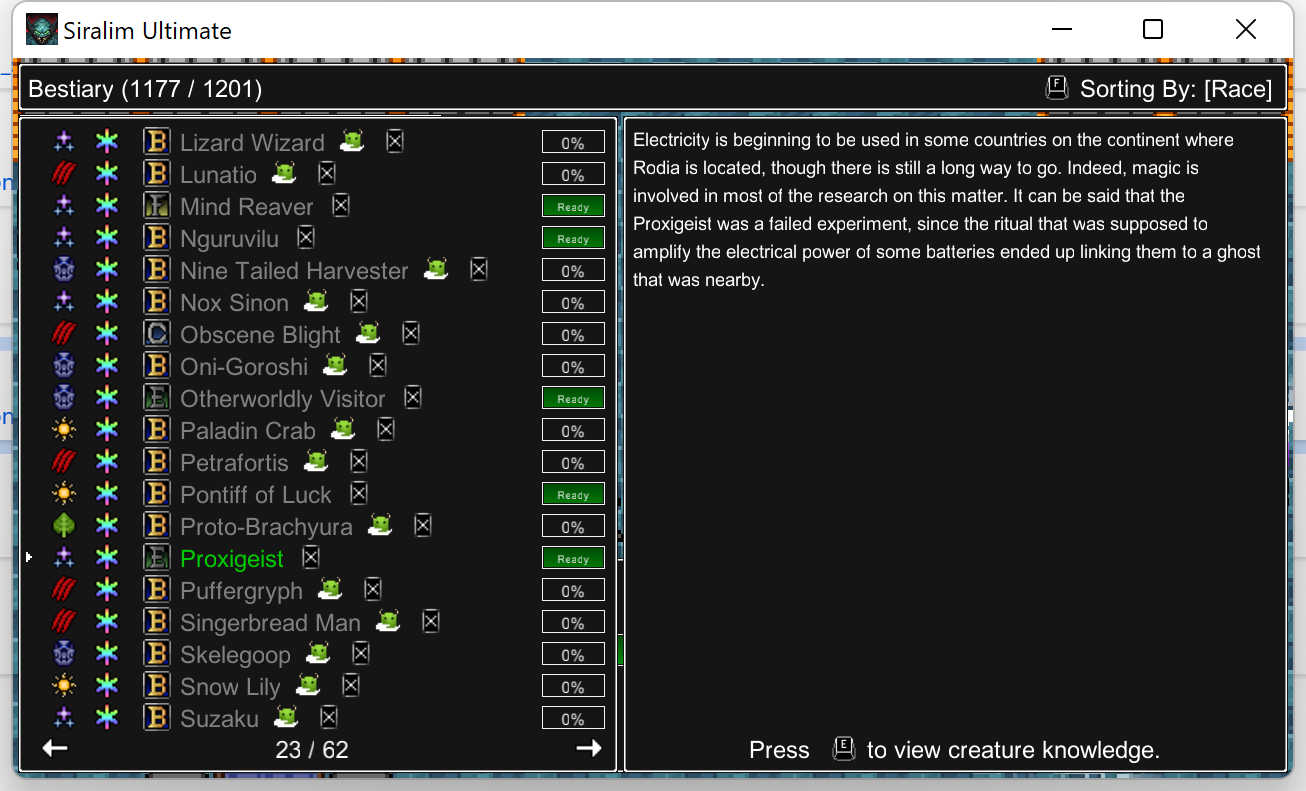 Siralim Ultimate
Bestiary (1177 / 1201)
F Sorting By: [Race]
B Lizard Wizard 0%
B Lunatio 0%
F Mind Reaver Ready
B Nguruvilu Ready
B Nine Tailed Harvester 0%
B Nox Sinon 0%
C Obscene Blight 0%
B Oni-Goroshi 0%
E Otherworldly Visitor Ready
B Paladin Crab 0%
B Petrafortis 0%
B Pontiff of Luck Ready
B Proto-Brachyura 0%
E Proxigeist Ready
B Puffergryph 0%
B Singerbread Man 0%
B Skelegoop 0%
B Snow Lily 0%
B Suzaku 0%
23 / 62
Electricity is beginning to be used in some countries on the continent where
Rodia is located, though there is still a long way to go. Indeed, magic is
involved in most of the research on this matter. It can be said that the
Proxigeist was a failed experiment, since the ritual that was supposed to
amplify the electrical power of some batteries ended up linking them to a ghost
that was nearby.
Press E to view creature knowledge.